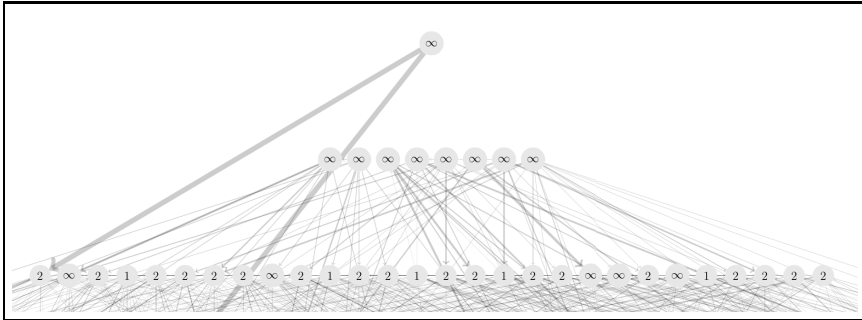 ∞
∞ ∞ ∞ ∞ ∞ ∞ ∞ ∞
2 ∞ 2 1 2 2 2 2 ∞ 2 1 2 2 1 2 2 1 2 2 ∞ ∞ 2 ∞ 1 2 2 2 2